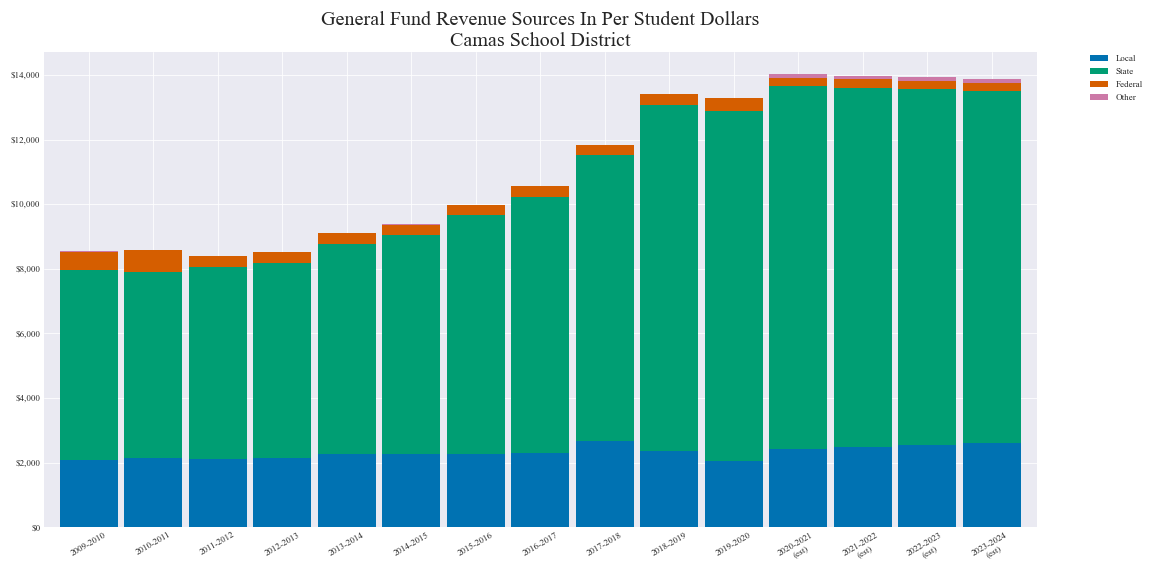 General Fund Revenue Sources In Per Student Dollars
Camas School District
Local
State
Federal
Other
$14,000
$12,000
$10,000
$8,000
$6,000
$4,000
$2,000
$0
2009-2010
2010-2011
2011-2012
2012-2013
2013-2014
2014-2015
2015-2016
2016-2017
2017-2018
2018-2019
2019-2020
2020-2021
(est)
2021-2022
(est)
2022-2023
(est)
2023-2024
(est)